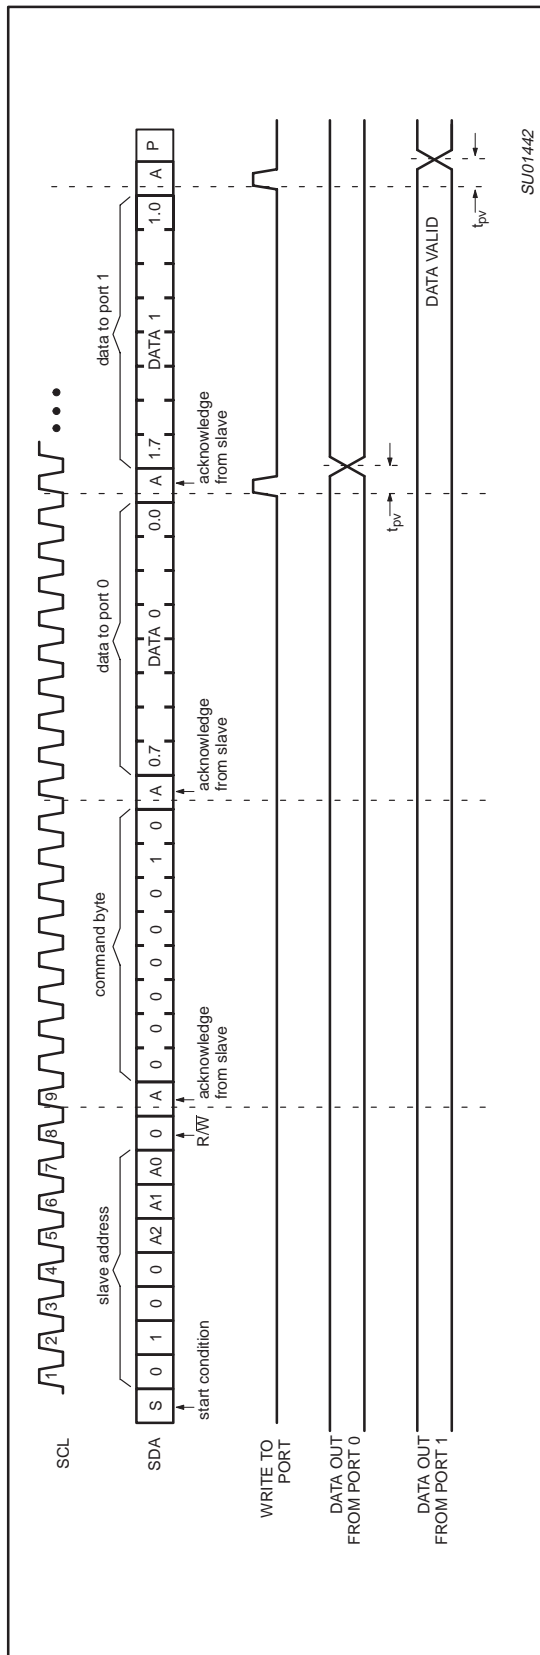 SCL
1 2 3 4 5 6 7 8 9
slave address
command byte
data to port 0
data to port 1
SDA
S 0 1 0 0 A2 A1 A0 0 A 0 0 0 0 0 0 1 0 A 0.7 DATA 0 0.0 A 1.7 DATA 1 1.0 A P
start condition
R/W
acknowledge
from slave
acknowledge
from slave
acknowledge
from slave
WRITE TO
PORT
DATA OUT
FROM PORT 0
tpv
DATA OUT
FROM PORT 1
DATA VALID
tpv
SU01442